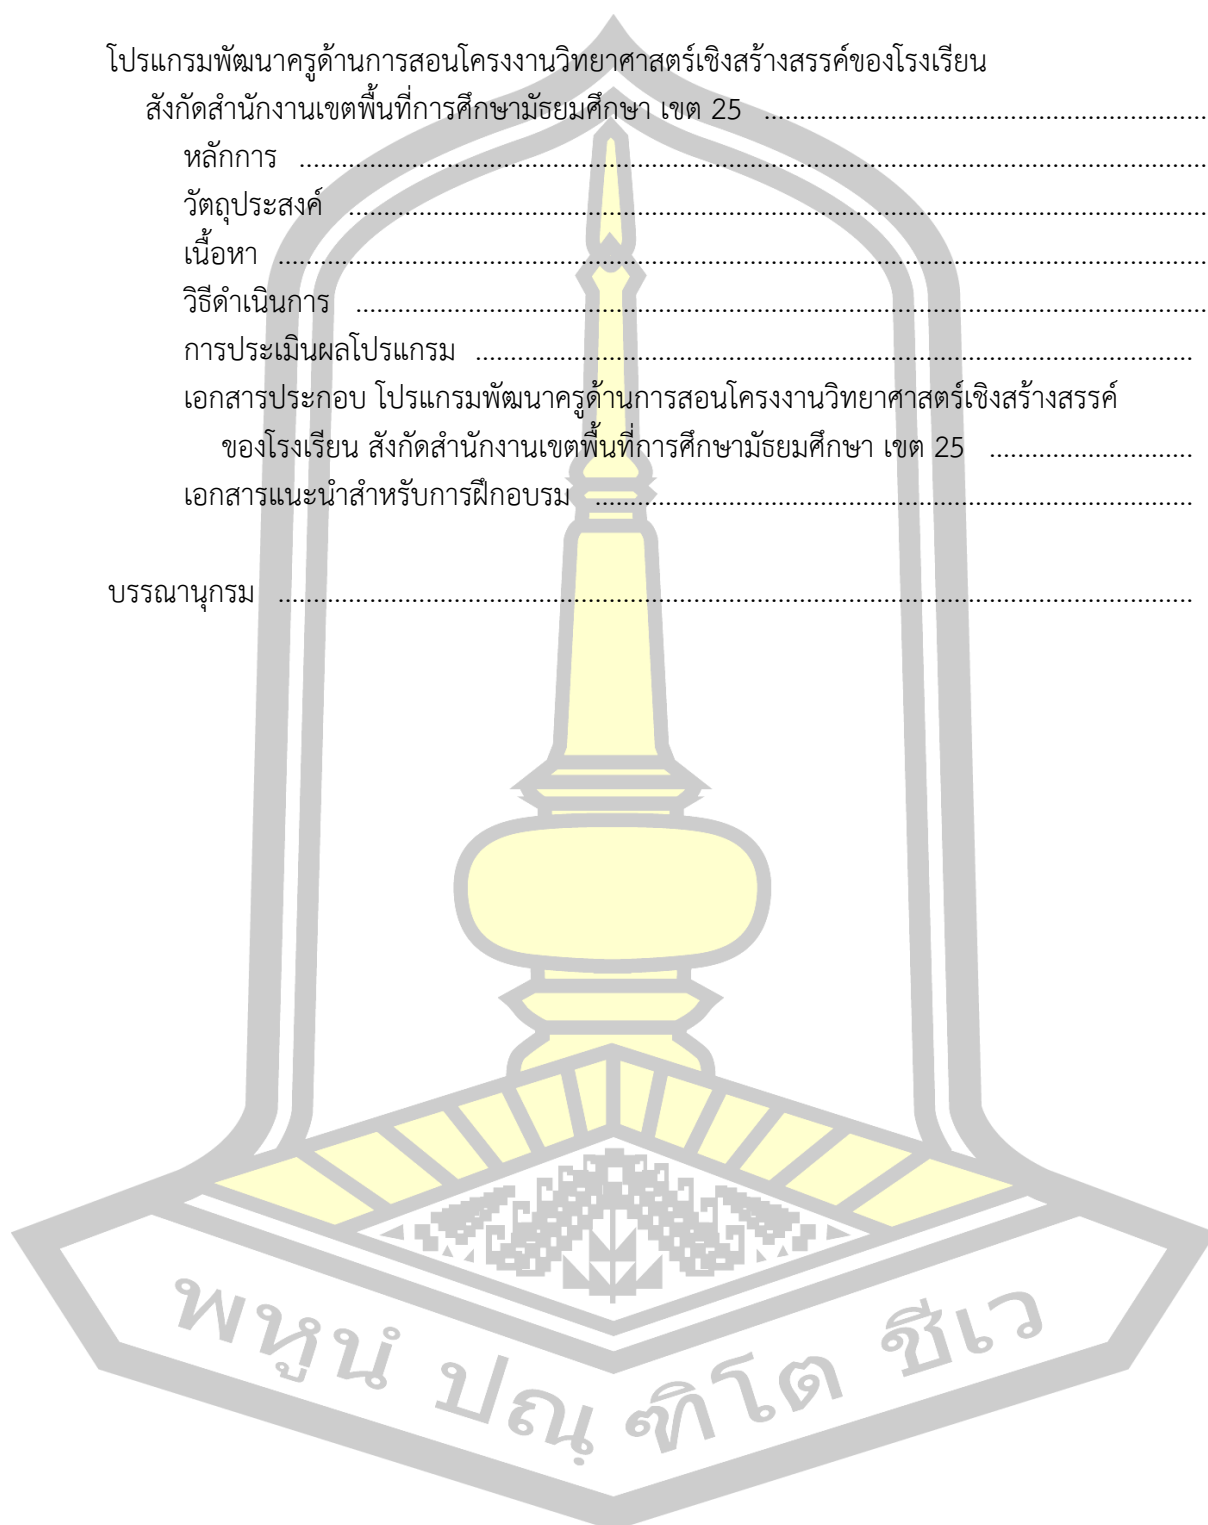 โปรแกรมพัฒนาครูด้านการสอนโครงงานวิทยาศาสตร์เชิงสร้างสรรค์ของโรงเรียน
สังกัดสำนักงานเขตพื้นที่การศึกษามัธยมศึกษา เขต 25 ..............................................................
หลักการ ................................................................................................................................
วัตถุประสงค์ .........................................................................................................................
เนื้อหา ...................................................................................................................................
วิธีดำเนินการ ........................................................................................................................
การประเมินผลโปรแกรม .....................................................................................................
เอกสารประกอบ โปรแกรมพัฒนาครูด้านการสอนโครงงานวิทยาศาสตร์เชิงสร้างสรรค์
ของโรงเรียน สังกัดสำนักงานเขตพื้นที่การศึกษามัธยมศึกษา เขต 25 .............................
เอกสารแนะนำสำหรับการฝึกอบรม ....................................................................................
บรรณานุกรม .................................................................................................................................
พหูนํ ปณฺฑิโต ชีเว